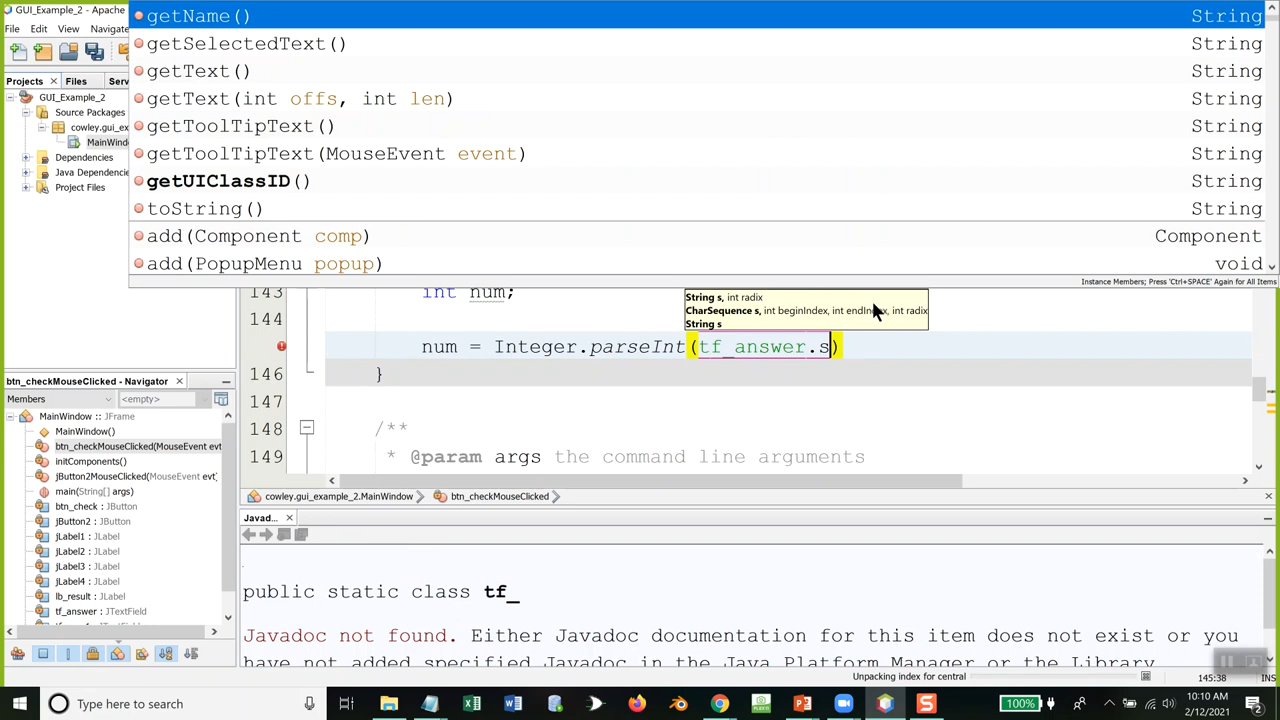 GUI_Example_2 - Apache
File Edit View Navigate
Projects Files Serv
GUI_Example_2
Source Packages
cowley.gui_ex
MainWindo
Dependencies
Java Dependenc
Project Files
getName() String
getSelectedText() String
getText() String
getText(int offs, int len) String
getToolTipText() String
getToolTipText(MouseEvent event) String
getUIClassID() String
toString() String
add(Component comp) Component
add(PopupMenu popup) void
Instance Members; Press 'Ctrl+SPACE' Again for All Items
143 int num;
String s, int radix
CharSequence s, int beginIndex, int endIndex, int radix
String s
144
num = Integer.parseInt(tf_answer.s)
146 }
147
148 /**
149 * @param args the command line arguments
cowley.gui_example_2.MainWindow btn_checkMouseClicked
btn_checkMouseClicked - Navigator
Members <empty>
MainWindow :: JFrame
MainWindow()
btn_checkMouseClicked(MouseEvent evt
initComponents()
jButton2MouseClicked(MouseEvent evt)
main(String[] args)
btn_check : JButton
jButton2 : JButton
jLabel1 : JLabel
jLabel2 : JLabel
jLabel3 : JLabel
jLabel4 : JLabel
lb_result : JLabel
tf_answer : JTextField
Javad...
public static class tf_
Javadoc not found. Either Javadoc documentation for this item does not exist or you
have not added specified Javadoc in the Java Platform Manager or the Library
Unpacking index for central 145:38 INS
Type here to search
100%
10:10 AM
2/12/2021
2